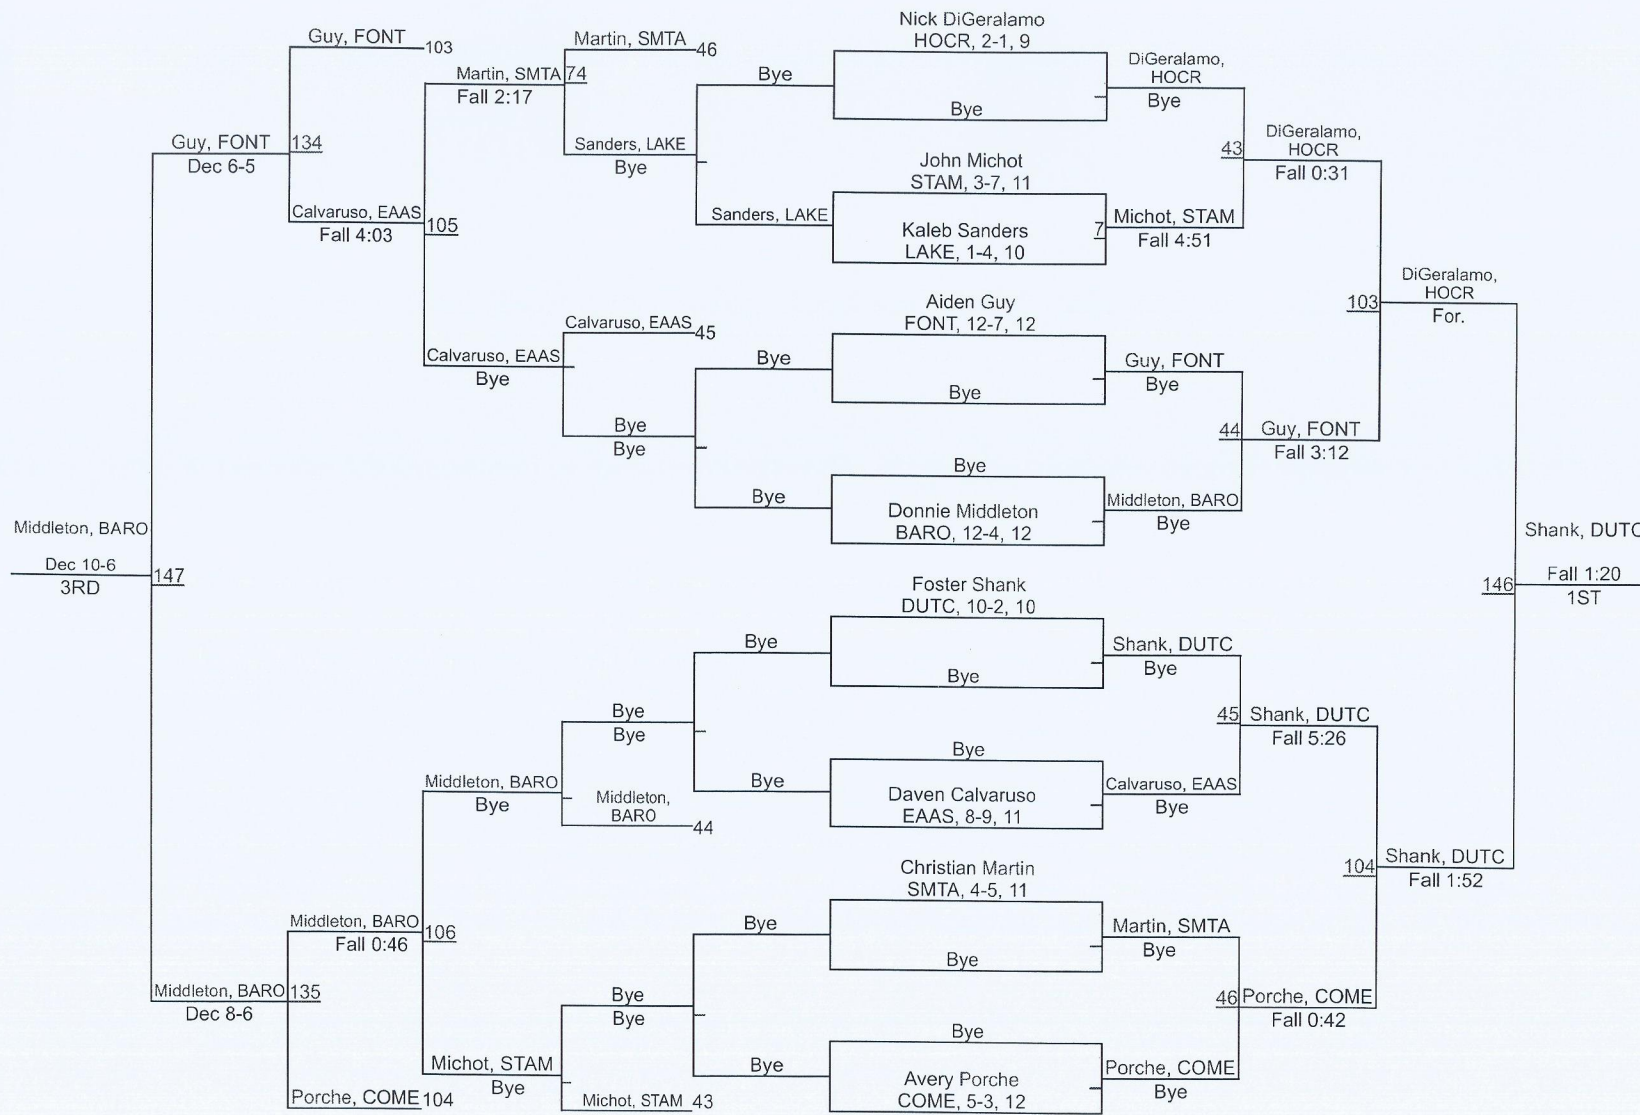 Nick DiGeralamo
HOCR, 2-1, 9
Bye
Bye
DiGeralamo,
HOCR
Bye
John Michot
STAM, 3-7, 11
Kaleb Sanders
LAKE, 1-4, 10
7
Sanders, LAKE
Michot, STAM
Fall 4:51
43
DiGeralamo,
HOCR
Fall 0:31
Aiden Guy
FONT, 12-7, 12
Bye
Bye
Guy, FONT
Bye
Bye
Donnie Middleton
BARO, 12-4, 12
Bye
Middleton, BARO
Bye
44
Guy, FONT
Fall 3:12
103
DiGeralamo,
HOCR
For.
Foster Shank
DUTC, 10-2, 10
Bye
Bye
Shank, DUTC
Bye
Bye
Daven Calvaruso
EAAS, 8-9, 11
Bye
Calvaruso, EAAS
Bye
45
Shank, DUTC
Fall 5:26
Christian Martin
SMTA, 4-5, 11
Bye
Bye
Martin, SMTA
Bye
Bye
Avery Porche
COME, 5-3, 12
Bye
Porche, COME
Bye
46
Porche, COME
Fall 0:42
104
Shank, DUTC
Fall 1:52
146
Shank, DUTC
Fall 1:20
1ST
Martin, SMTA
46
Sanders, LAKE
Bye
74
Martin, SMTA
Fall 2:17
Calvaruso, EAAS
45
Bye
Bye
Calvaruso, EAAS
Bye
105
Calvaruso, EAAS
Fall 4:03
Guy, FONT
103
134
Guy, FONT
Dec 6-5
Bye
Bye
Middleton,
BARO
44
Middleton, BARO
Bye
Bye
Bye
Michot, STAM
43
Michot, STAM
Bye
106
Middleton, BARO
Fall 0:46
Porche, COME
104
135
Middleton, BARO
Dec 8-6
147
Middleton, BARO
Dec 10-6
3RD